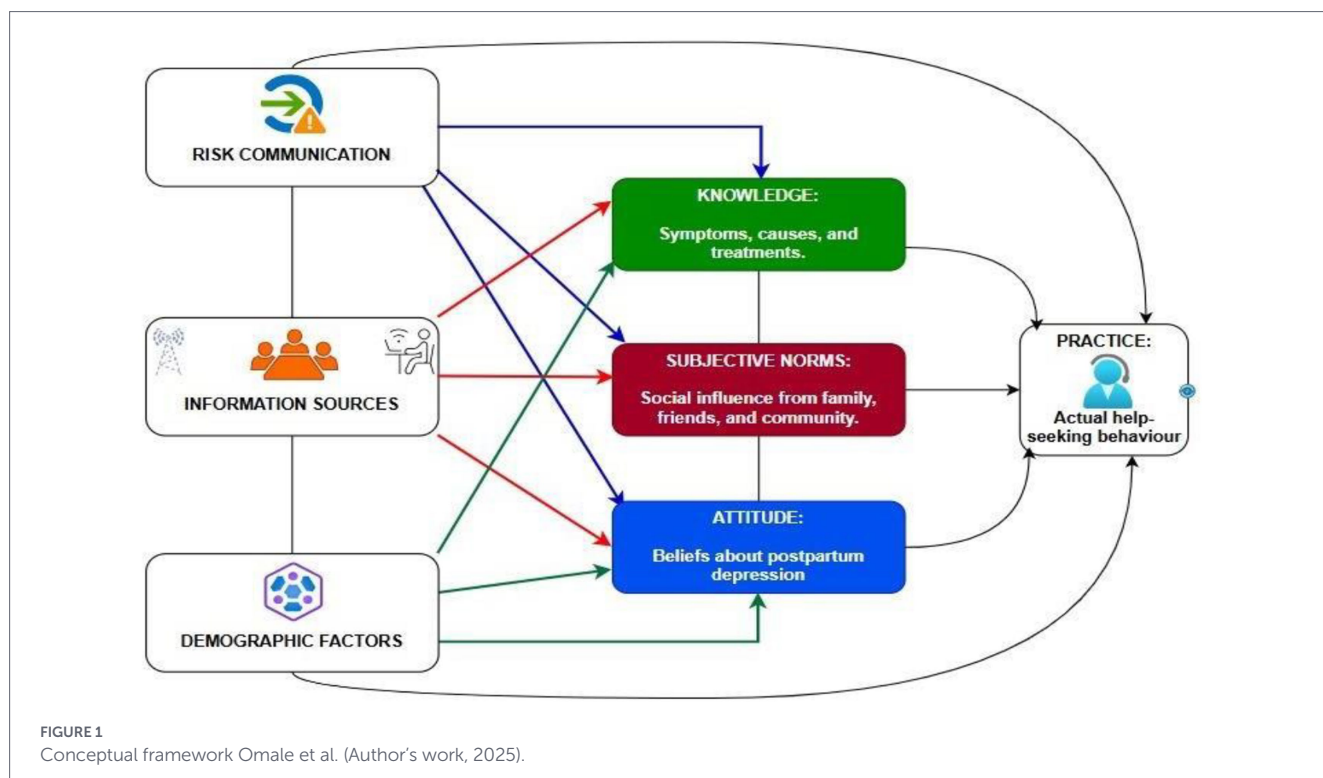 RISK COMMUNICATION
INFORMATION SOURCES
DEMOGRAPHIC FACTORS
KNOWLEDGE:
Symptoms, causes, and
treatments.
SUBJECTIVE NORMS:
Social influence from family,
friends, and community.
ATTITUDE:
Beliefs about postpartum
depression
PRACTICE:
Actual help-
seeking behaviour
FIGURE 1
Conceptual framework Omale et al. (Author's work, 2025).